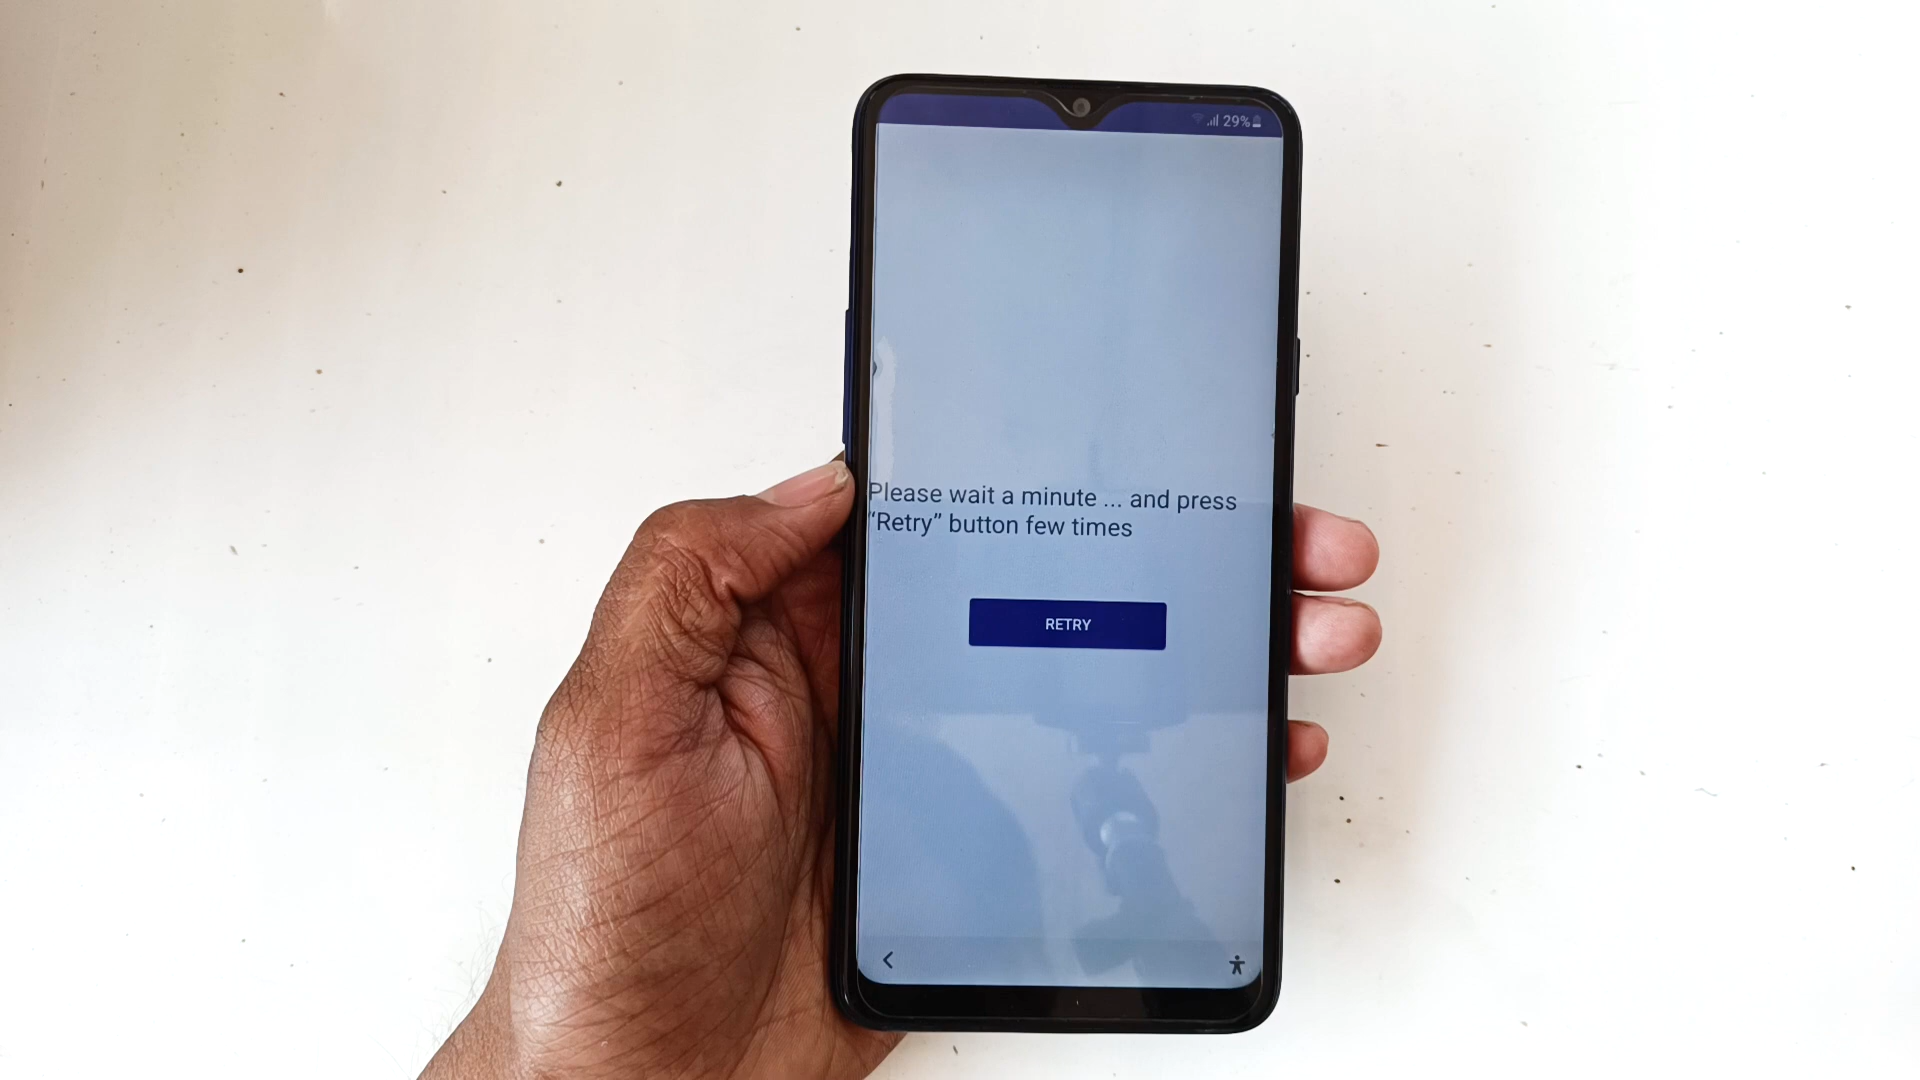 29%
Please wait a minute ... and press
“Retry” button few times
RETRY